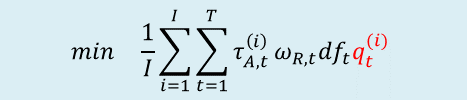 min 1/I ∑_{i=1}^{I} ∑_{t=1}^{T} τ_{A,t}^{(i)} ω_{R,t} df_t q_t^{(i)}